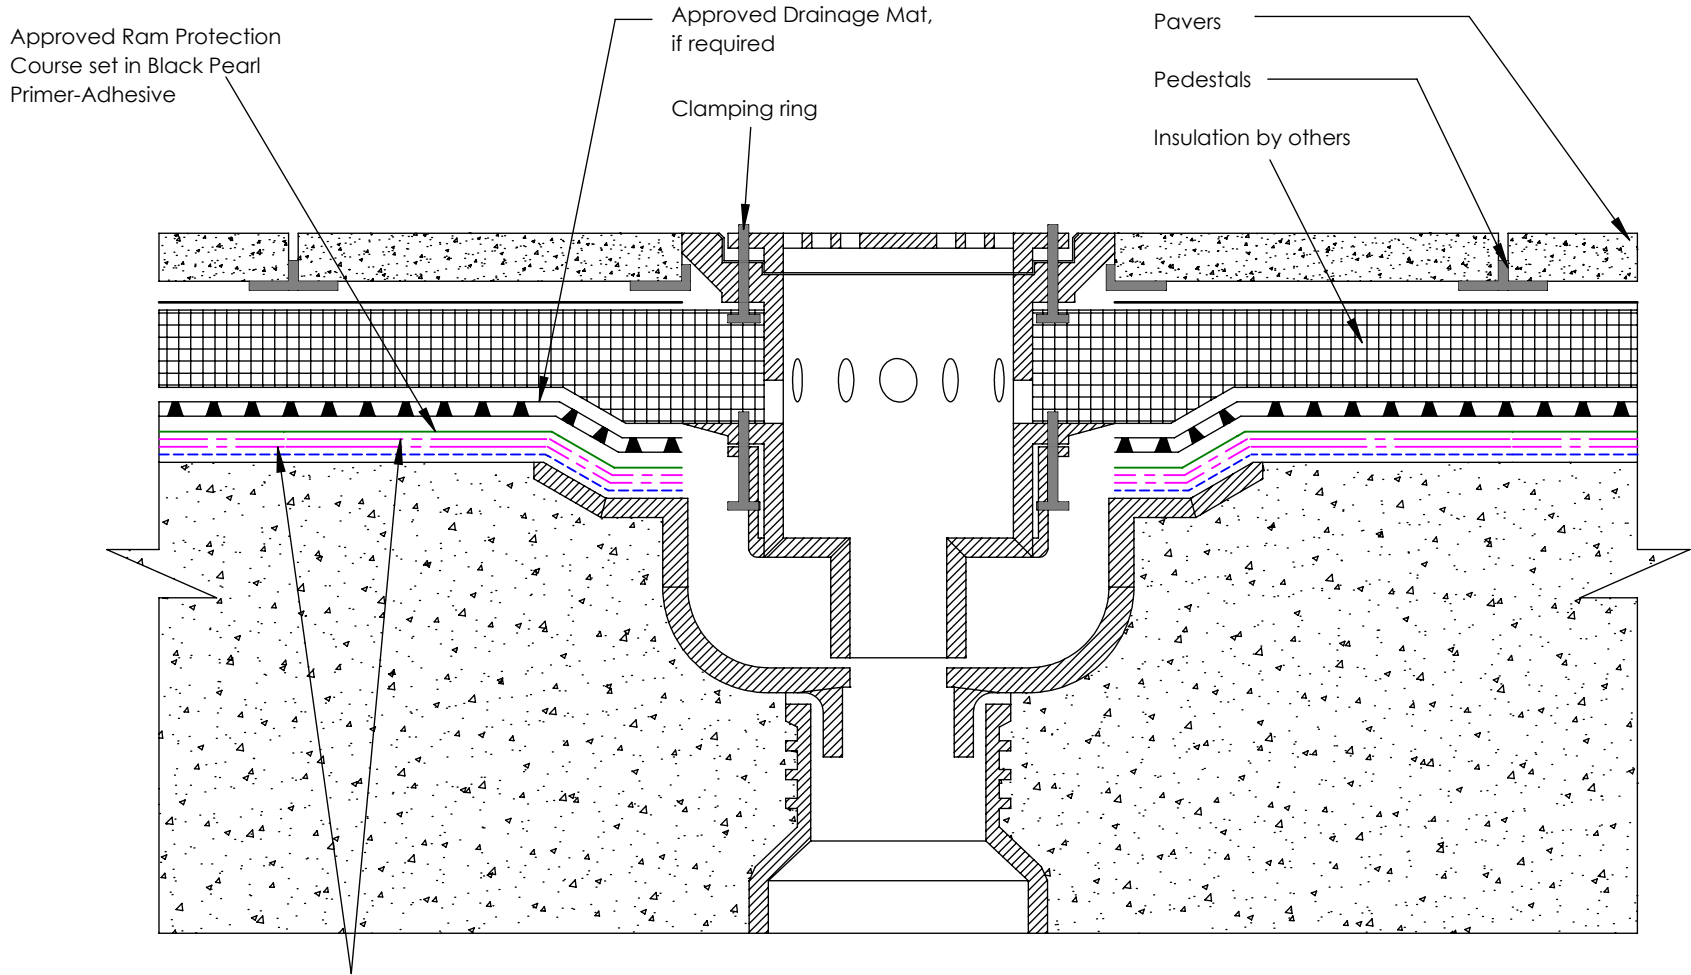 Approved Ram Protection
Course set in Black Pearl
Primer-Adhesive
Approved Drainage Mat,
if required
Clamping ring
Pavers
Pedestals
Insulation by others